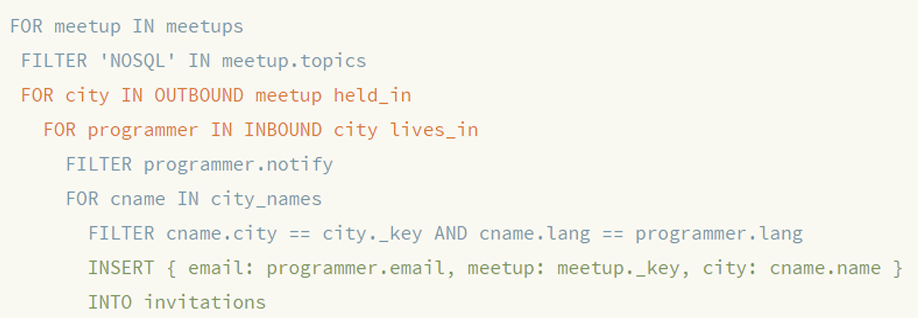 FOR meetup IN meetups
FILTER 'NOSQL' IN meetup.topics
FOR city IN OUTBOUND meetup held_in
FOR programmer IN INBOUND city lives_in
FILTER programmer.notify
FOR cname IN city_names
FILTER cname.city == city._key AND cname.lang == programmer.lang
INSERT { email: programmer.email, meetup: meetup._key, city: cname.name }
INTO invitations